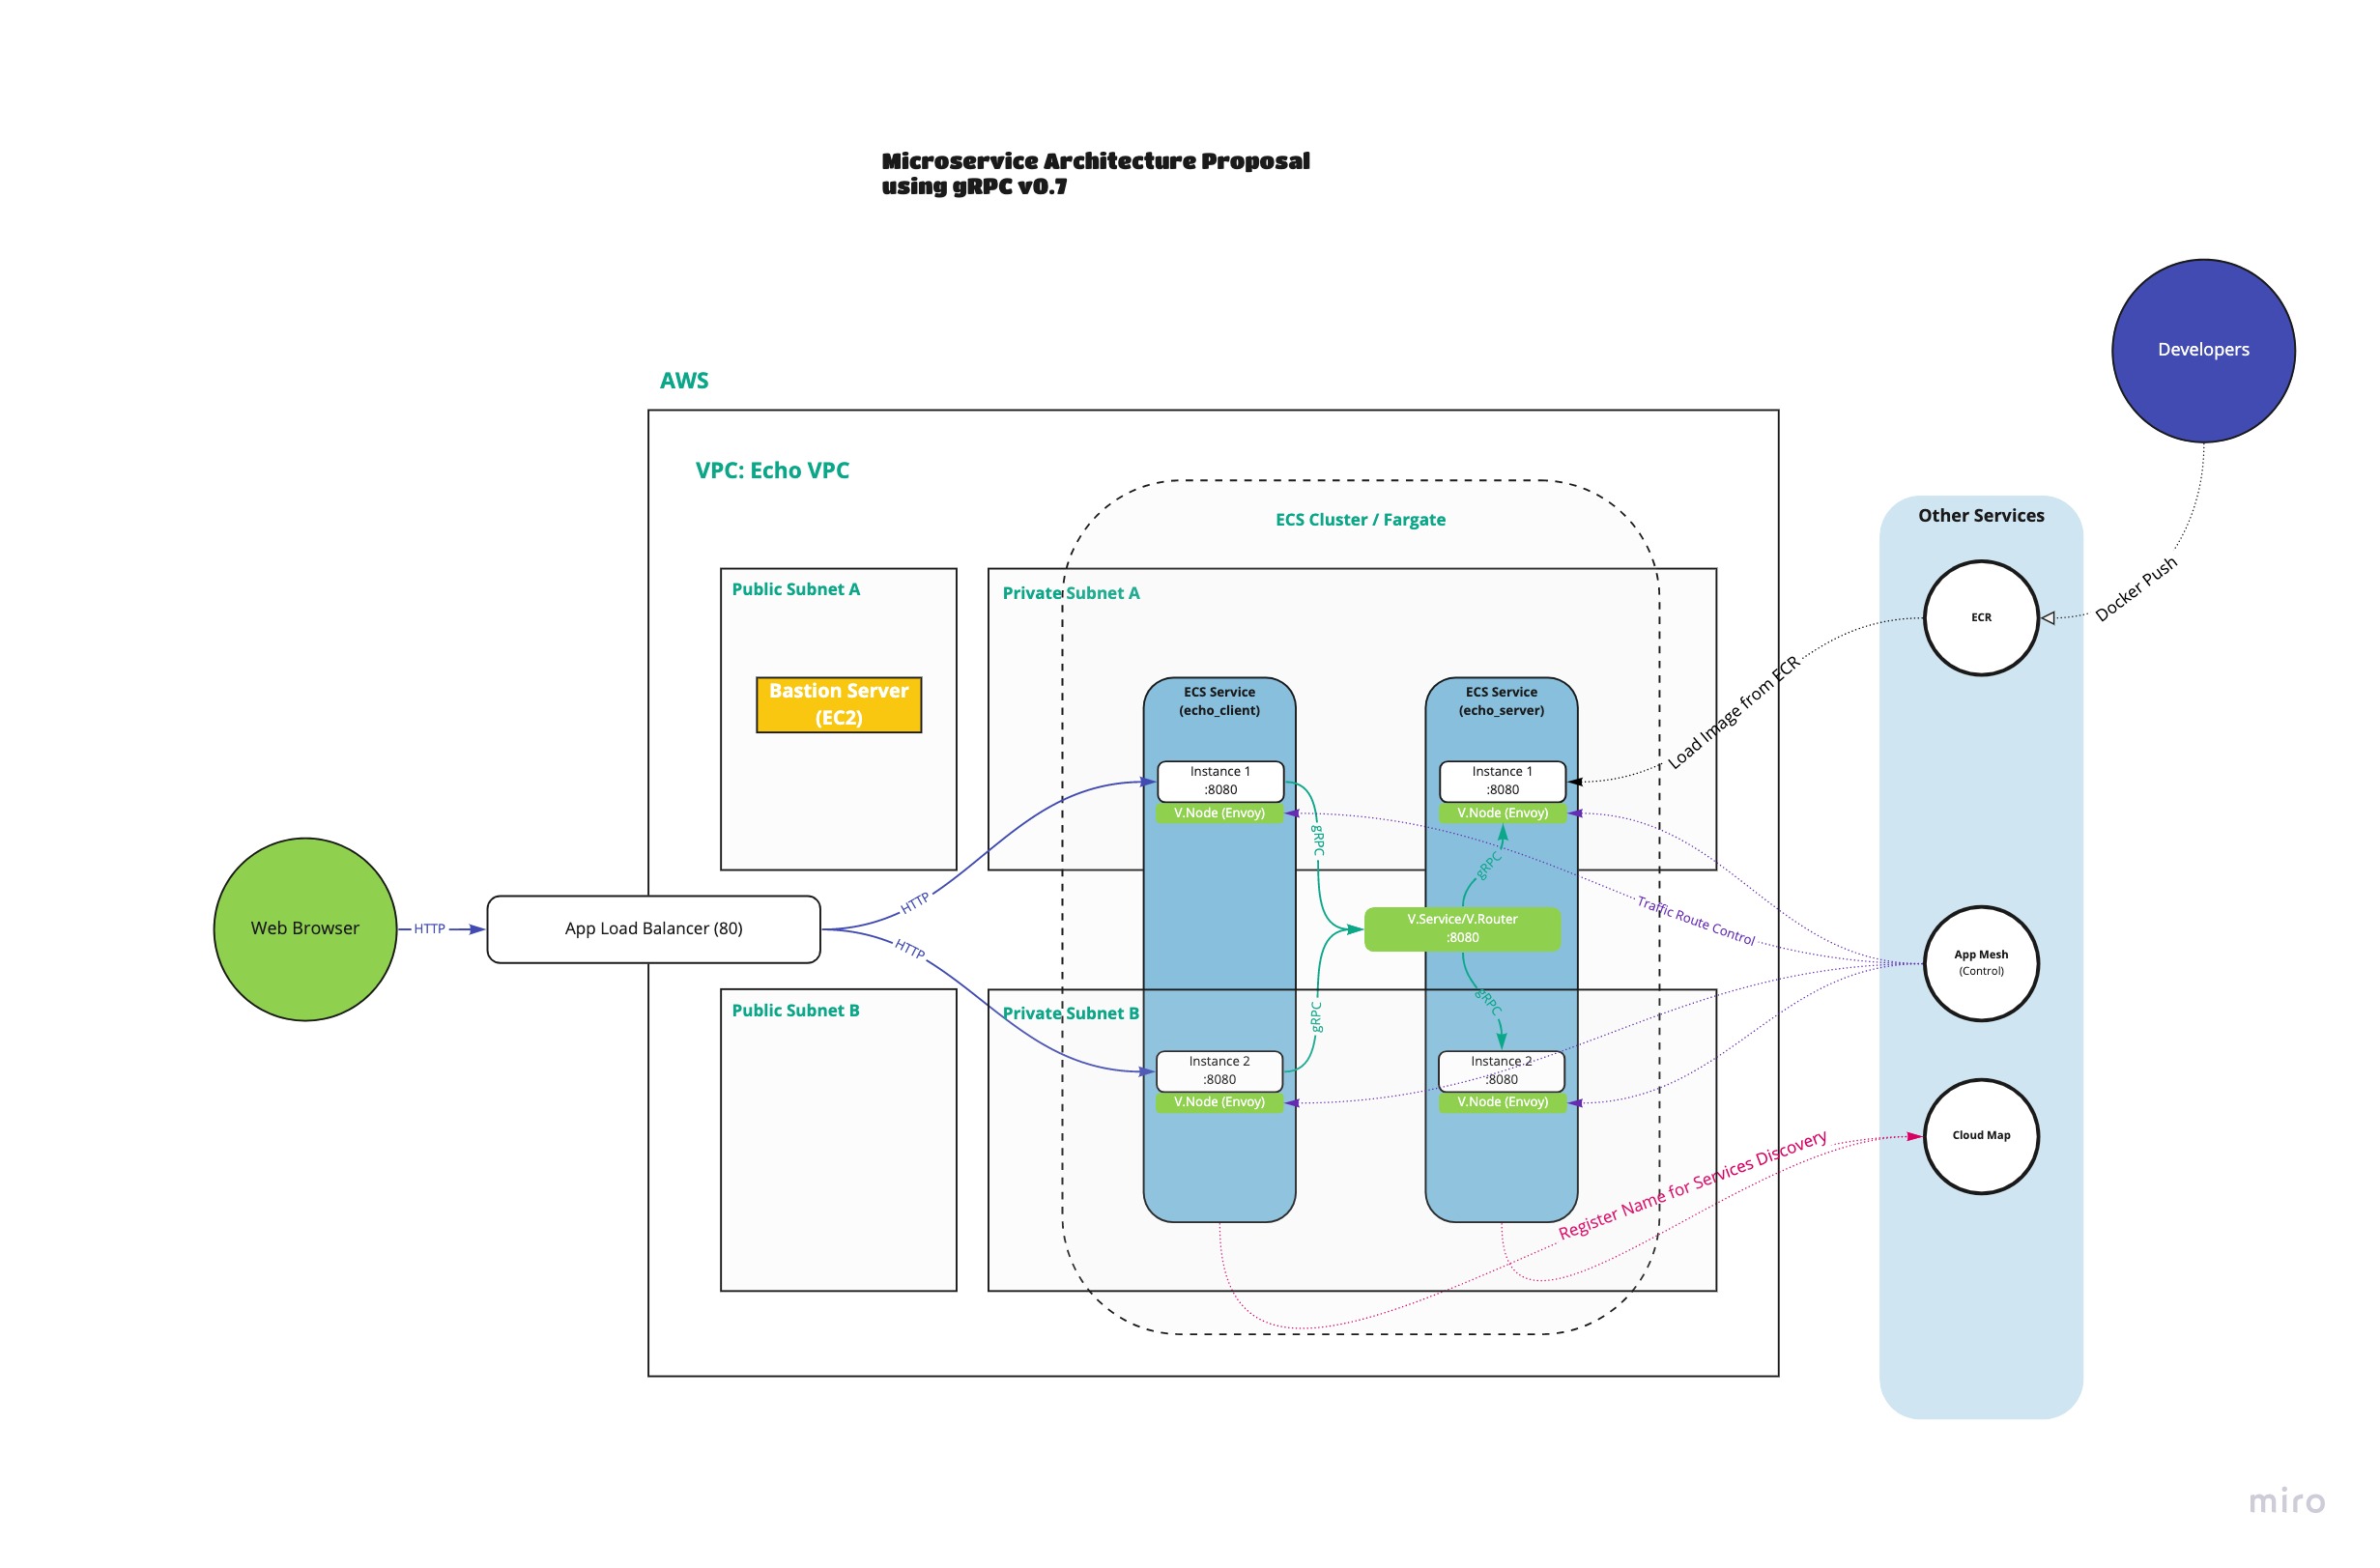 Microservice Architecture Proposal
using gRPC v0.7
Developers
AWS
VPC: Echo VPC
Other Services
ECS Cluster / Fargate
Docker Push
Public Subnet A
Private Subnet A
ECR
Load Image from ECR
Bastion Server
(EC2)
ECS Service
(echo_client)
ECS Service
(echo_server)
Instance 1
:8080
V.Node (Envoy)
Instance 1
:8080
V.Node (Envoy)
gRPC
gRPC
HTTP
Traffic Route Control
Web Browser
HTTP
App Load Balancer (80)
HTTP
V.Service/V.Router
:8080
App Mesh
(Control)
Public Subnet B
Private Subnet B
gRPC
gRPC
Instance 2
:8080
V.Node (Envoy)
Instance 2
:8080
V.Node (Envoy)
Cloud Map
Register Name for Services Discovery
miro